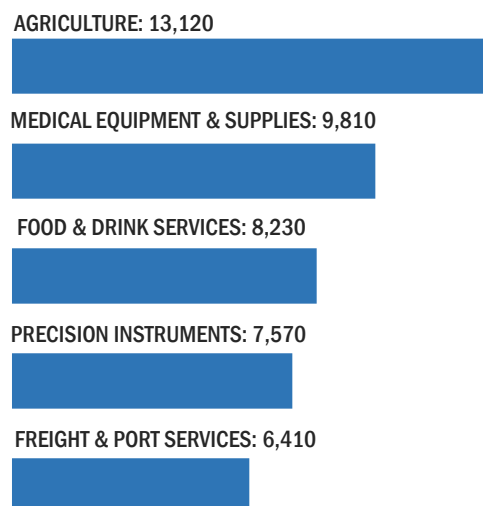 AGRICULTURE: 13,120
MEDICAL EQUIPMENT & SUPPLIES: 9,810
FOOD & DRINK SERVICES: 8,230
PRECISION INSTRUMENTS: 7,570
FREIGHT & PORT SERVICES: 6,410